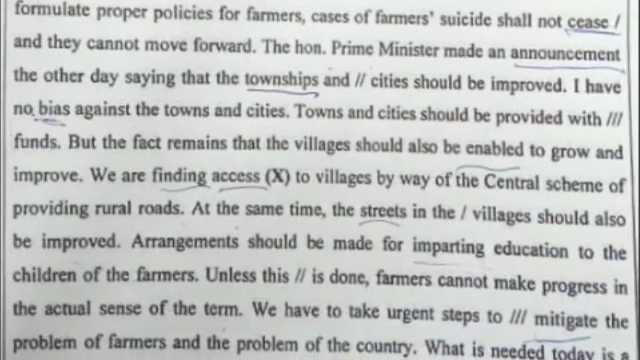 formulate proper policies for farmers, cases of farmers' suicide shall not cease /
and they cannot move forward. The hon. Prime Minister made an announcement
the other day saying that the townships and // cities should be improved. I have
no bias against the towns and cities. Towns and cities should be provided with ///
funds. But the fact remains that the villages should also be enabled to grow and
improve. We are finding access (X) to villages by way of the Central scheme of
providing rural roads. At the same time, the streets in the / villages should also
be improved. Arrangements should be made for imparting education to the
children of the farmers. Unless this // is done, farmers cannot make progress in
the actual sense of the term. We have to take urgent steps to /// mitigate the
problem of farmers and the problem of the country. What is needed today is a